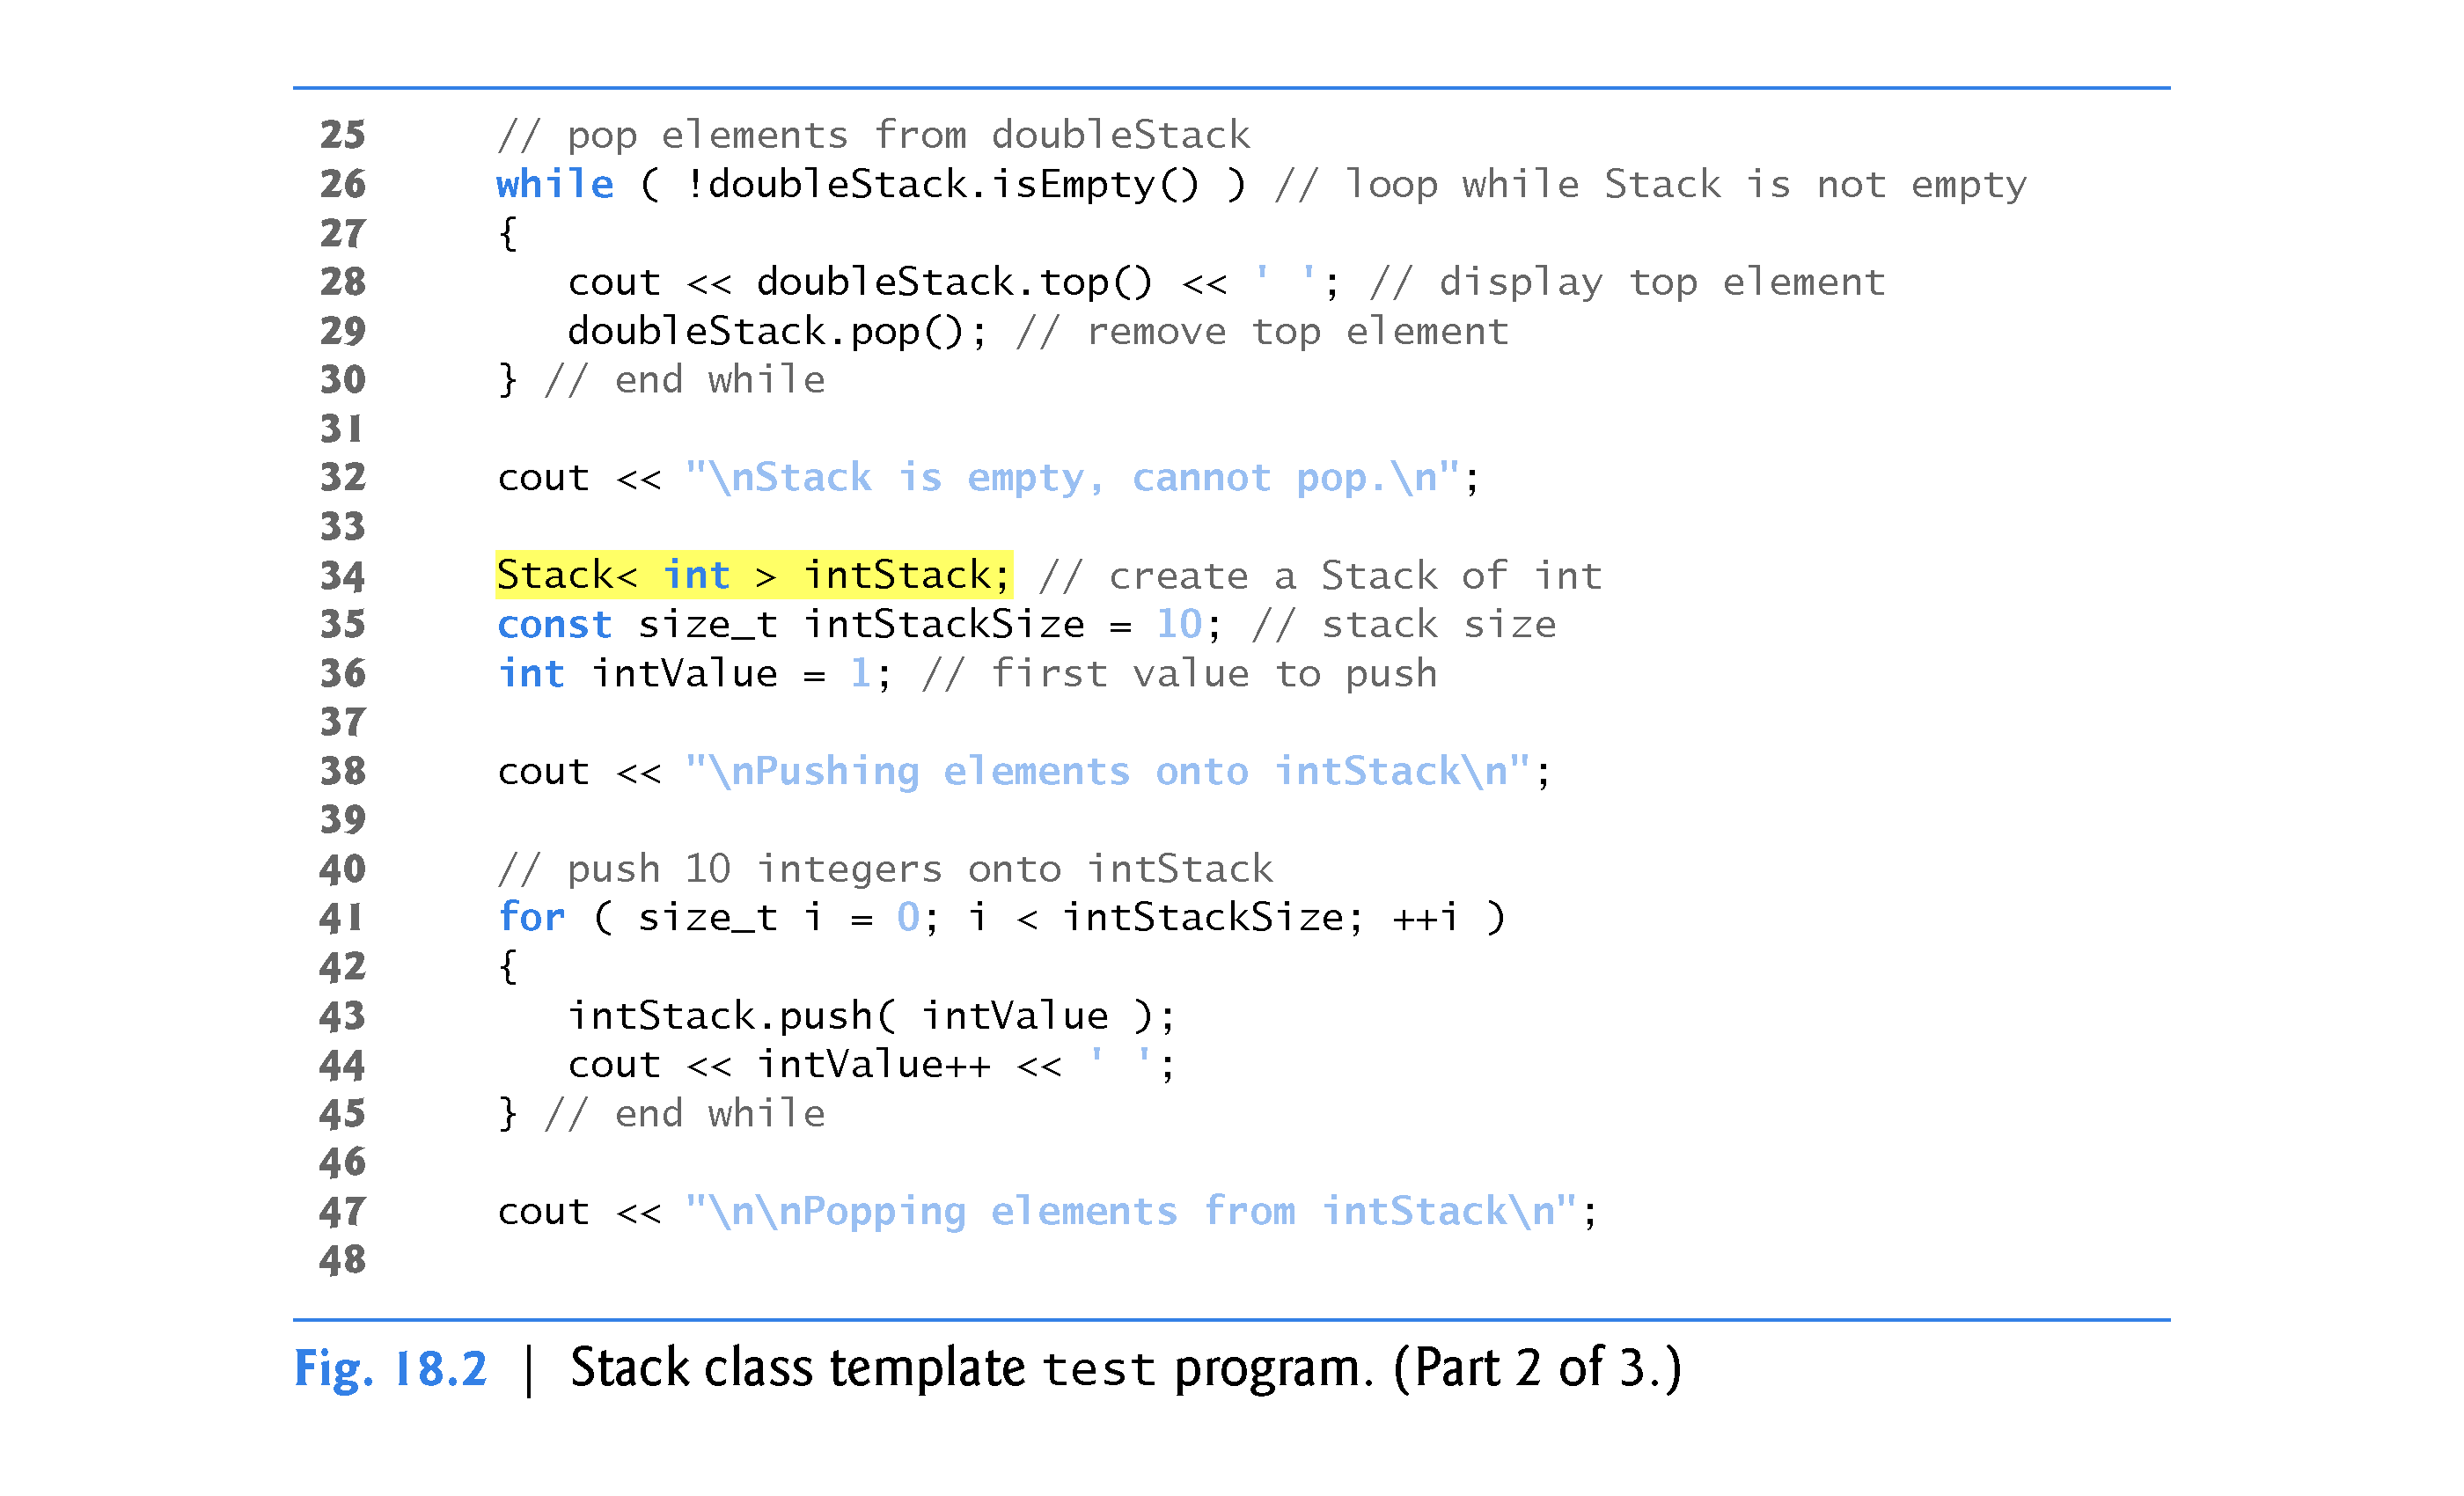 25 // pop elements from doubleStack
26 while ( !doubleStack.isEmpty() ) // loop while Stack is not empty
27 {
28 cout << doubleStack.top() << ' '; // display top element
29 doubleStack.pop(); // remove top element
30 } // end while
31
32 cout << "\nStack is empty, cannot pop.\n";
33
34 Stack< int > intStack; // create a Stack of int
35 const size_t intStackSize = 10; // stack size
36 int intValue = 1; // first value to push
37
38 cout << "\nPushing elements onto intStack\n";
39
40 // push 10 integers onto intStack
41 for ( size_t i = 0; i < intStackSize; ++i )
42 {
43 intStack.push( intValue );
44 cout << intValue++ << ' ';
45 } // end while
46
47 cout << "\n\nPopping elements from intStack\n";
48
Fig. 18.2 | Stack class template test program. (Part 2 of 3.)